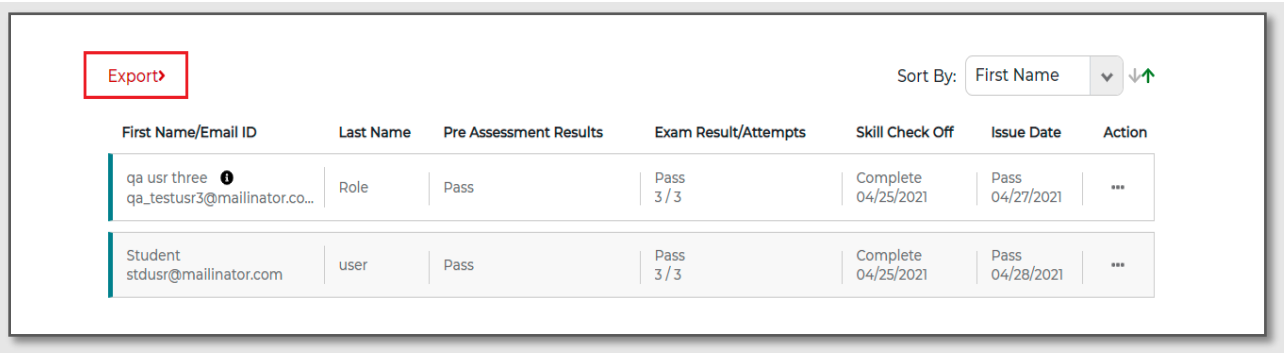 Export
Sort By: First Name
First Name/Email ID Last Name Pre Assessment Results Exam Result/Attempts Skill Check Off Issue Date Action
qa usr three
qa_testusr3@mailinator.co...
Role
Pass
Pass
3 / 3
Complete
04/25/2021
Pass
04/27/2021
Student
stdusr@mailinator.com
user
Pass
Pass
3 / 3
Complete
04/25/2021
Pass
04/28/2021